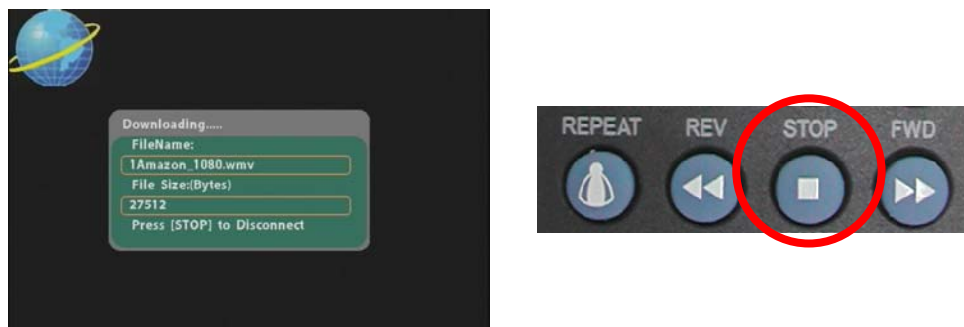 Downloading.....
FileName:
1Amazon_1080.wmv
File Size:(Bytes)
27512
Press [STOP] to Disconnect
REPEAT REV STOP FWD